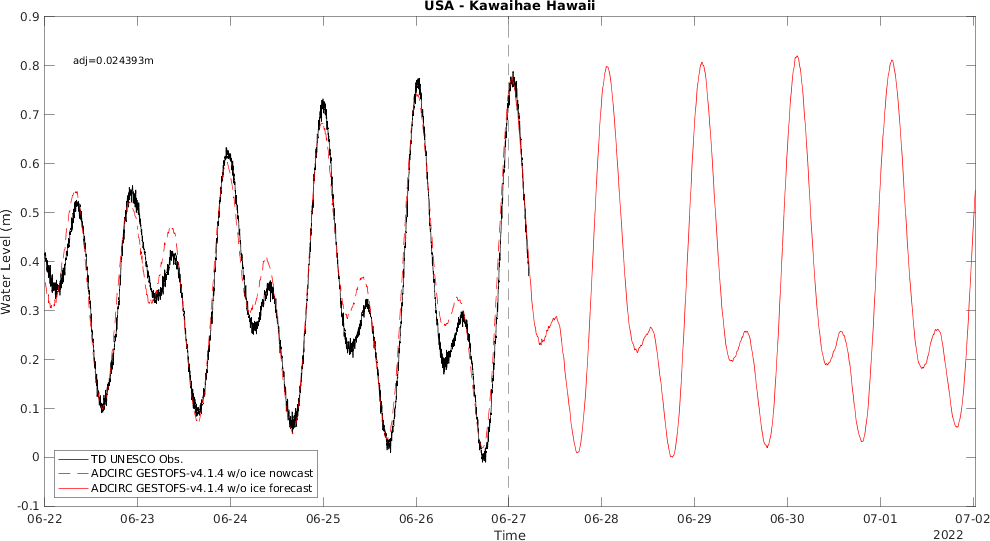 USA - Kawaihae Hawaii
0.9
0.8
0.7
0.6
0.5
0.4
0.3
0.2
0.1
0
-0.1
Water Level (m)
adj=0.024393m
TD UNESCO Obs.
ADCIRC GESTOFS-v4.1.4 w/o ice nowcast
ADCIRC GESTOFS-v4.1.4 w/o ice forecast
06-22 06-23 06-24 06-25 06-26 06-27 06-28 06-29 06-30 07-01 07-02
Time
2022